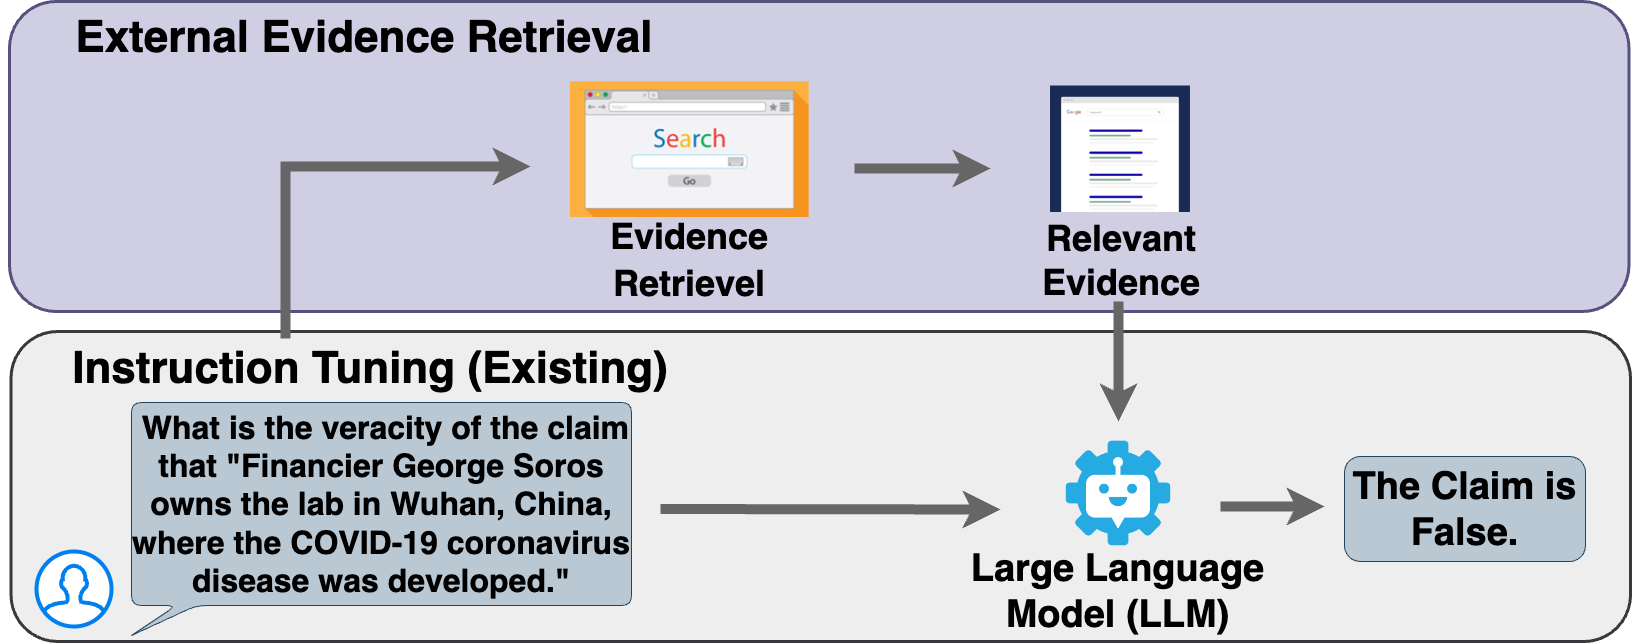 External Evidence Retrieval
Search
Go
Google
Evidence
Retrievel
Relevant
Evidence
Instruction Tuning (Existing)
What is the veracity of the claim
that "Financier George Soros
owns the lab in Wuhan, China,
where the COVID-19 coronavirus
disease was developed."
Large Language
Model (LLM)
The Claim is
False.